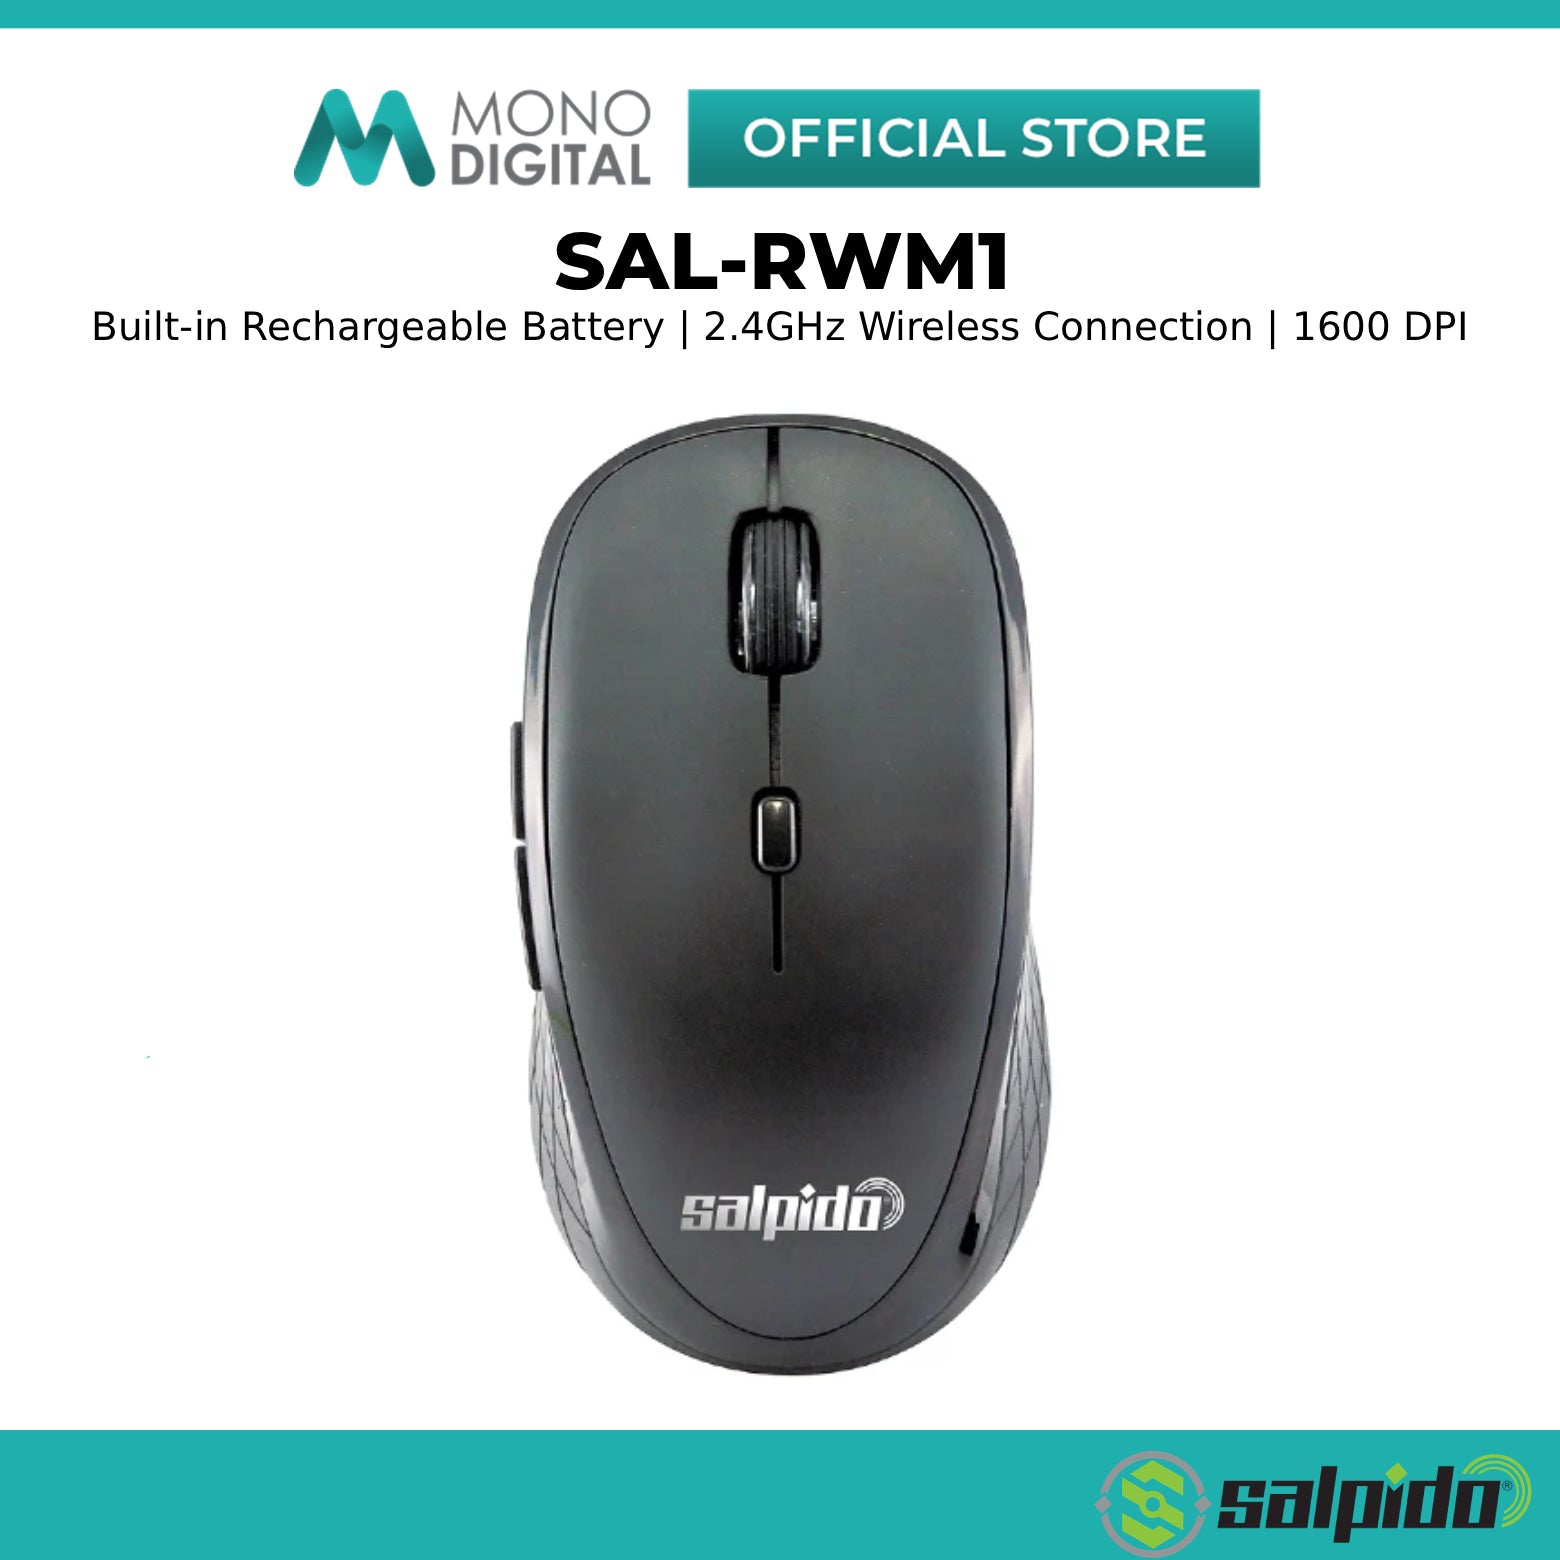 MONO
DIGITAL
OFFICIAL STORE
SAL-RWM1
Built-in Rechargeable Battery | 2.4GHz Wireless Connection | 1600 DPI
salpido
salpido®